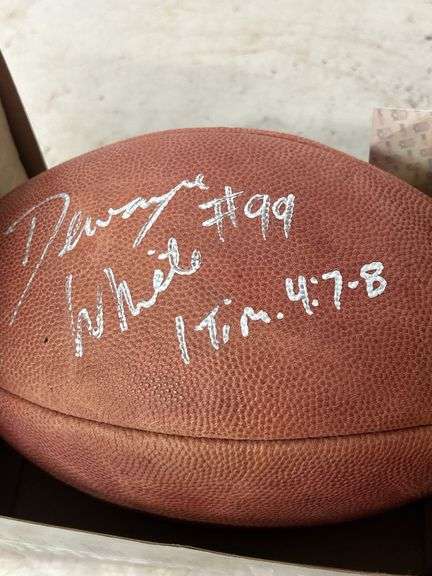 Dewayne #99
White
1 Tim. 4:7-8